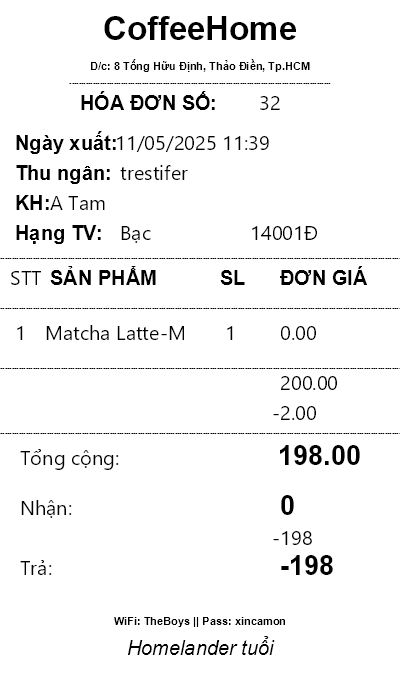 CoffeeHome
D/c: 8 Tống Hữu Định, Thảo Điền, Tp.HCM
HÓA ĐƠN SỐ: 32
Ngày xuất:11/05/2025 11:39
Thu ngân: trestifer
KH:A Tam
Hạng TV: Bạc 14001Đ
STT SẢN PHẨM SL ĐƠN GIÁ
1 Matcha Latte-M 1 0.00
200.00
-2.00
Tổng cộng: 198.00
Nhận: 0
-198
Trả: -198
WiFi: TheBoys || Pass: xincamon
Homelander tuổi